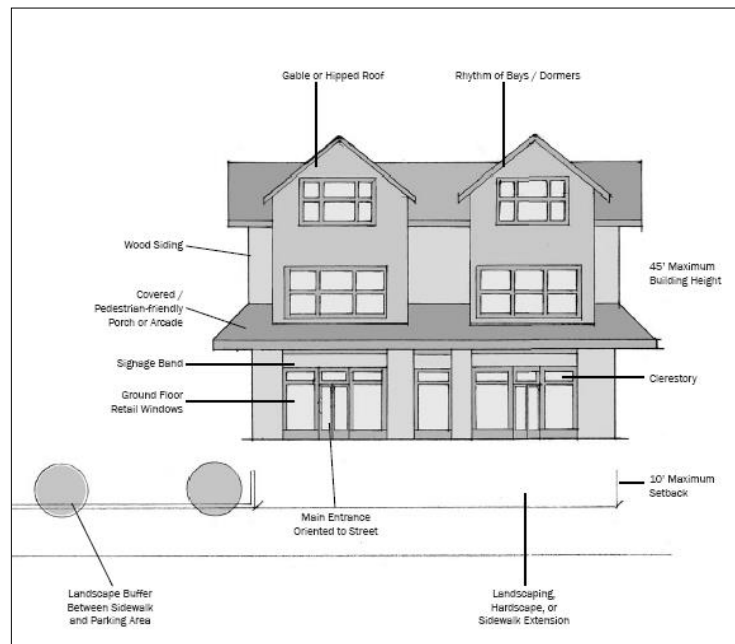 Gable or Hipped Roof
Rhythm of Bays / Dormers
Wood Siding
45' Maximum
Building Height
Covered /
Pedestrian-friendly
Porch or Arcade
Signage Band
Clerestory
Ground Floor
Retail Windows
10' Maximum
Setback
Main Entrance
Oriented to Street
Landscape Buffer
Between Sidewalk
and Parking Area
Landscaping,
Hardscape, or
Sidewalk Extension